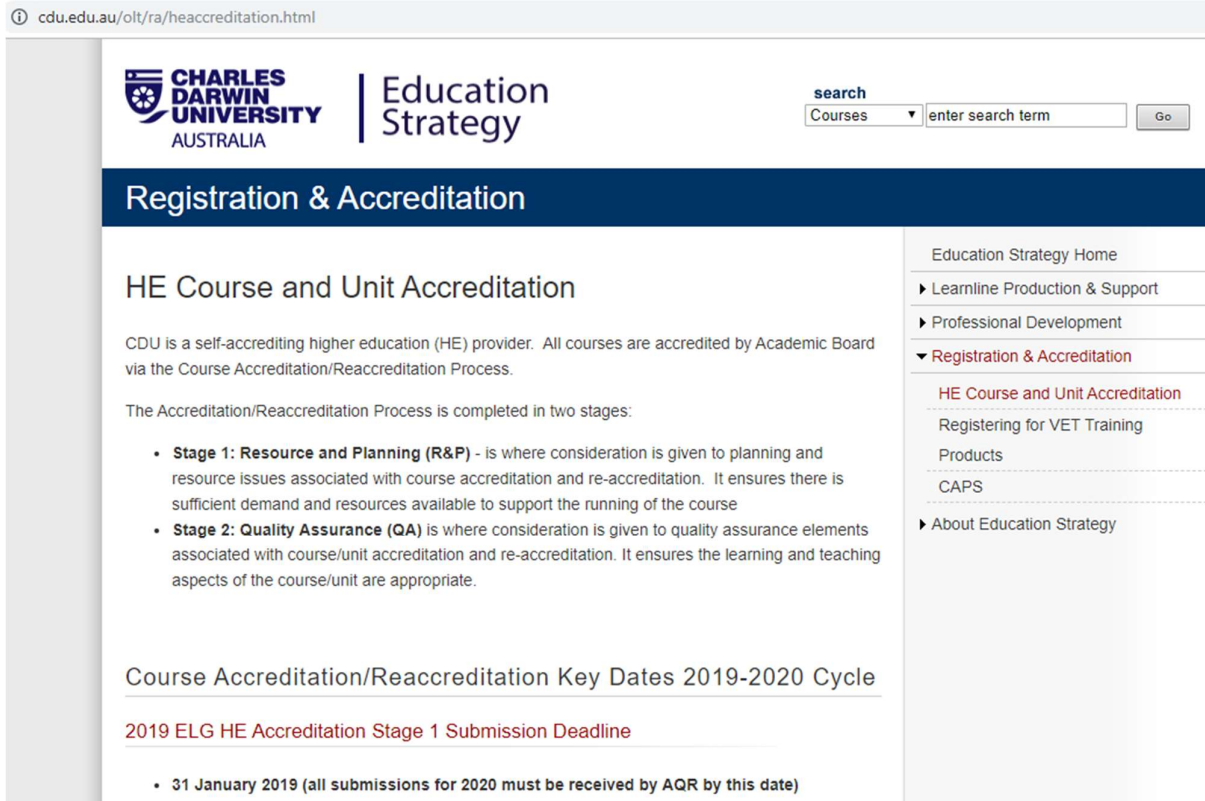 cdu.edu.au/olt/ra/heaccreditation.html
CHARLES
DARWIN
UNIVERSITY
AUSTRALIA
Education
Strategy
search
Courses
enter search term
Go
Registration & Accreditation
HE Course and Unit Accreditation
CDU is a self-accrediting higher education (HE) provider.  All courses are accredited by Academic Board
via the Course Accreditation/Reaccreditation Process.
The Accreditation/Reaccreditation Process is completed in two stages:
• Stage 1: Resource and Planning (R&P) - is where consideration is given to planning and
resource issues associated with course accreditation and re-accreditation.  It ensures there is
sufficient demand and resources available to support the running of the course
• Stage 2: Quality Assurance (QA) is where consideration is given to quality assurance elements
associated with course/unit accreditation and re-accreditation. It ensures the learning and teaching
aspects of the course/unit are appropriate.
Course Accreditation/Reaccreditation Key Dates 2019-2020 Cycle
2019 ELG HE Accreditation Stage 1 Submission Deadline
• 31 January 2019 (all submissions for 2020 must be received by AQR by this date)
Education Strategy Home
Learnline Production & Support
Professional Development
Registration & Accreditation
HE Course and Unit Accreditation
Registering for VET Training
Products
CAPS
About Education Strategy